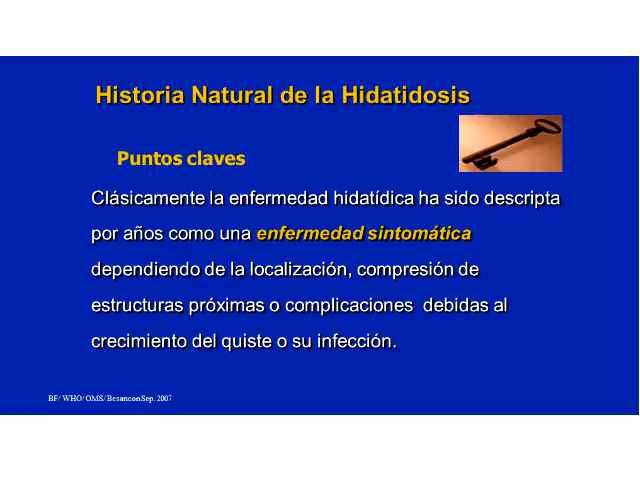 Historia Natural de la Hidatidosis
Puntos claves
Clásicamente la enfermedad hidatídica ha sido descripta
por años como una enfermedad sintomática
dependiendo de la localización, compresión de
estructuras próximas o complicaciones debidas al
crecimiento del quiste o su infección.
BF/ WHO/ OMS/ Besancon Sep. 2007